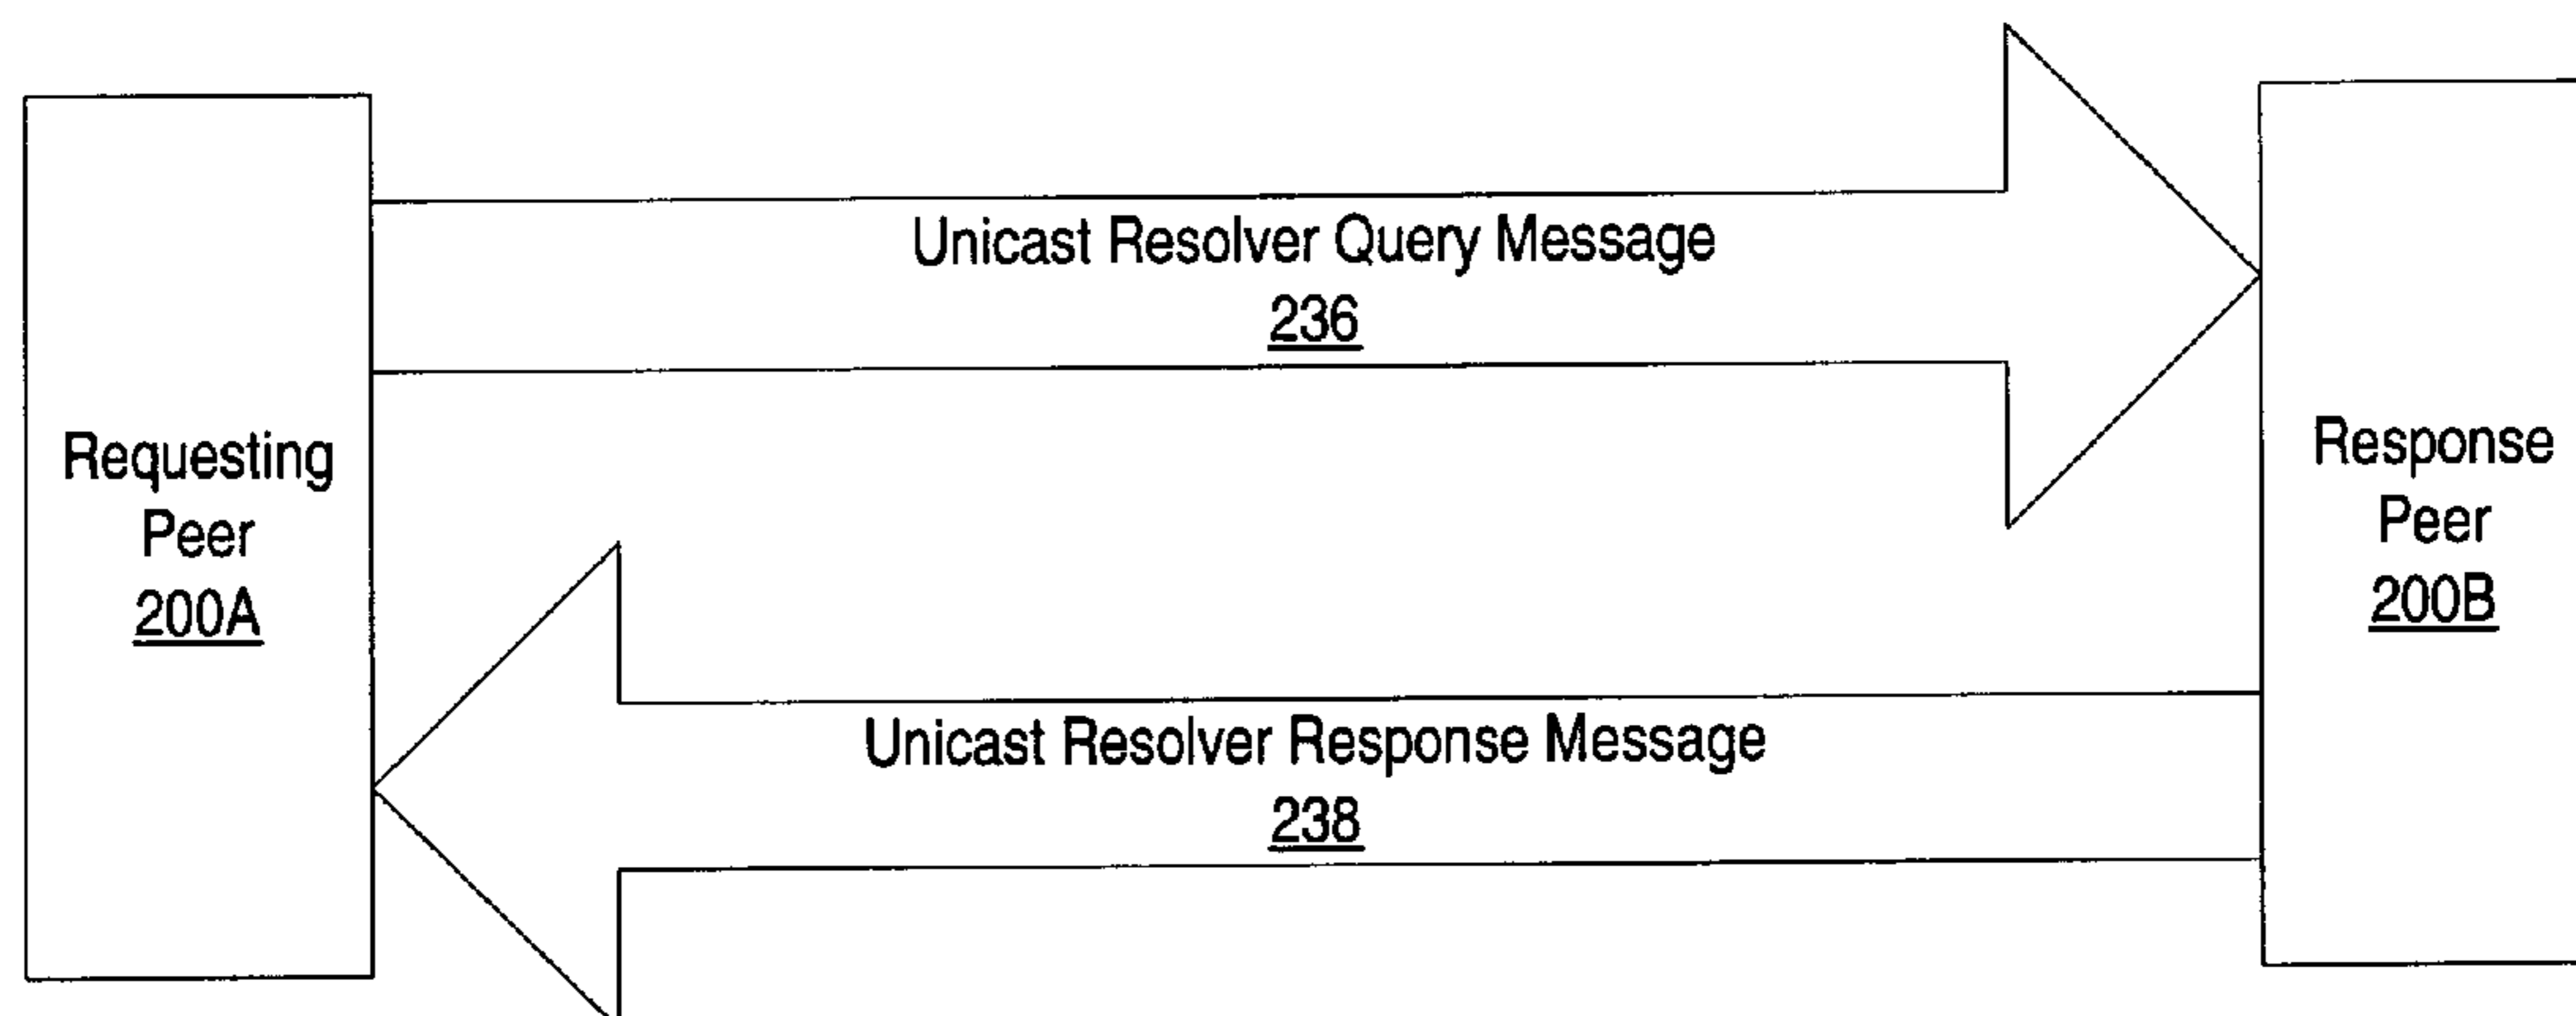 Unicast Resolver Query Message
236
Requesting
Peer
200A
Response
Peer
200B
Unicast Resolver Response Message
238